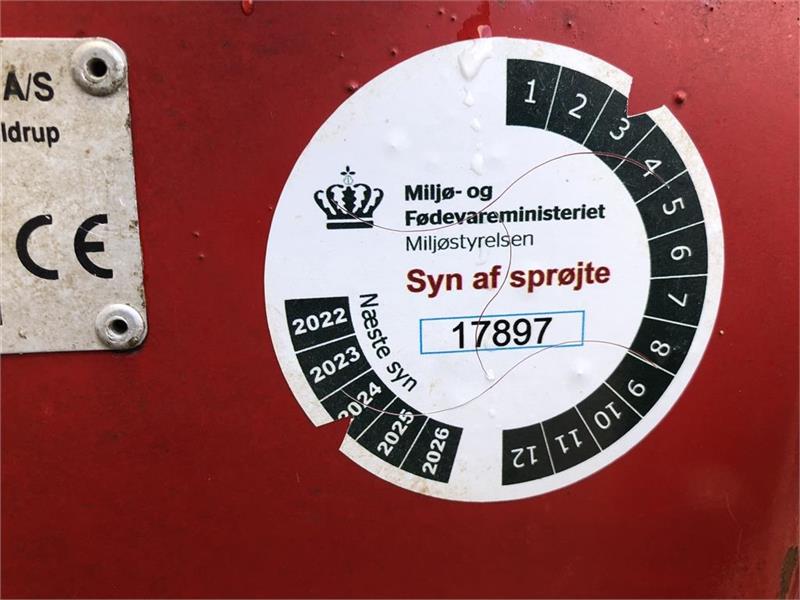 A/S
ldrup
CE
Miljø- og
Fødevareministeriet
Miljøstyrelsen
Syn af sprøjte
17897
Næste syn
2022
2023
2024
2025
2026
1
2
3
4
5
6
7
8
9
10
11
12